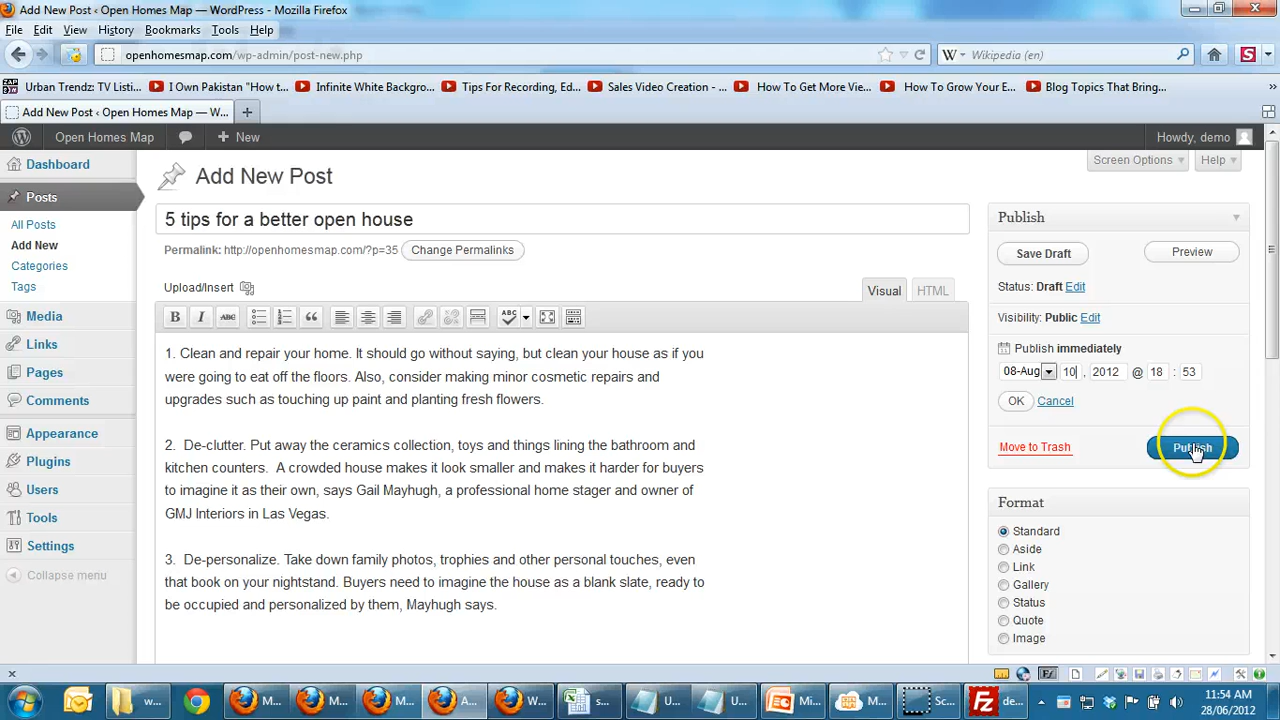 Add New Post ‹ Open Homes Map — WordPress - Mozilla Firefox
File Edit View History Bookmarks Tools Help
openhomesmap.com/wp-admin/post-new.php
Wikipedia (en)
Urban Trendz: TV Listi... I Own Pakistan "How t... Infinite White Backgro... Tips For Recording, Ed... Sales Video Creation - ... How To Get More Vie... How To Grow Your E... Blog Topics That Bring...
Add New Post ‹ Open Homes Map — W...
Open Homes Map + New Howdy, demo
Dashboard
Posts
All Posts
Add New
Categories
Tags
Media
Links
Pages
Comments
Appearance
Plugins
Users
Tools
Settings
Collapse menu
Screen Options Help
Add New Post
5 tips for a better open house
Permalink: http://openhomesmap.com/?p=35 Change Permalinks
Upload/Insert Visual HTML
B I ABC ABC
1. Clean and repair your home. It should go without saying, but clean your house as if you
were going to eat off the floors. Also, consider making minor cosmetic repairs and
upgrades such as touching up paint and planting fresh flowers.
2. De-clutter. Put away the ceramics collection, toys and things lining the bathroom and
kitchen counters. A crowded house makes it look smaller and makes it harder for buyers
to imagine it as their own, says Gail Mayhugh, a professional home stager and owner of
GMJ Interiors in Las Vegas.
3. De-personalize. Take down family photos, trophies and other personal touches, even
that book on your nightstand. Buyers need to imagine the house as a blank slate, ready to
be occupied and personalized by them, Mayhugh says.
Publish
Save Draft Preview
Status: Draft Edit
Visibility: Public Edit
Publish immediately
08-Aug 10 , 2012 @ 18 : 53
OK Cancel
Move to Trash Publish
Format
Standard
Aside
Link
Gallery
Status
Quote
Image
w... M... M... M... A... W... s... U... U... Mi... M... Sc... de...
11:54 AM
28/06/2012